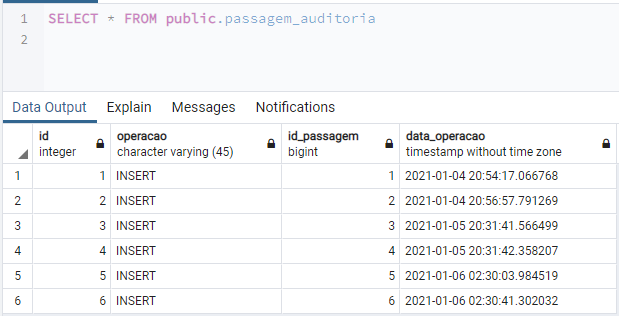 1 SELECT * FROM public.passagem_auditoria
2
Data Output Explain Messages Notifications
id operacao id_passagem data_operacao
integer character varying (45) bigint timestamp without time zone
1 1 INSERT 1 2021-01-04 20:54:17.066768
2 2 INSERT 2 2021-01-04 20:56:57.791269
3 3 INSERT 3 2021-01-05 20:31:41.566499
4 4 INSERT 4 2021-01-05 20:31:42.358207
5 5 INSERT 5 2021-01-06 02:30:03.984519
6 6 INSERT 6 2021-01-06 02:30:41.302032